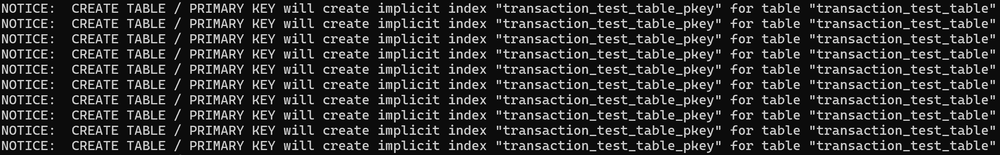 NOTICE:  CREATE TABLE / PRIMARY KEY will create implicit index "transaction_test_table_pkey" for table "transaction_test_table"
NOTICE:  CREATE TABLE / PRIMARY KEY will create implicit index "transaction_test_table_pkey" for table "transaction_test_table"
NOTICE:  CREATE TABLE / PRIMARY KEY will create implicit index "transaction_test_table_pkey" for table "transaction_test_table"
NOTICE:  CREATE TABLE / PRIMARY KEY will create implicit index "transaction_test_table_pkey" for table "transaction_test_table"
NOTICE:  CREATE TABLE / PRIMARY KEY will create implicit index "transaction_test_table_pkey" for table "transaction_test_table"
NOTICE:  CREATE TABLE / PRIMARY KEY will create implicit index "transaction_test_table_pkey" for table "transaction_test_table"
NOTICE:  CREATE TABLE / PRIMARY KEY will create implicit index "transaction_test_table_pkey" for table "transaction_test_table"
NOTICE:  CREATE TABLE / PRIMARY KEY will create implicit index "transaction_test_table_pkey" for table "transaction_test_table"
NOTICE:  CREATE TABLE / PRIMARY KEY will create implicit index "transaction_test_table_pkey" for table "transaction_test_table"
NOTICE:  CREATE TABLE / PRIMARY KEY will create implicit index "transaction_test_table_pkey" for table "transaction_test_table"